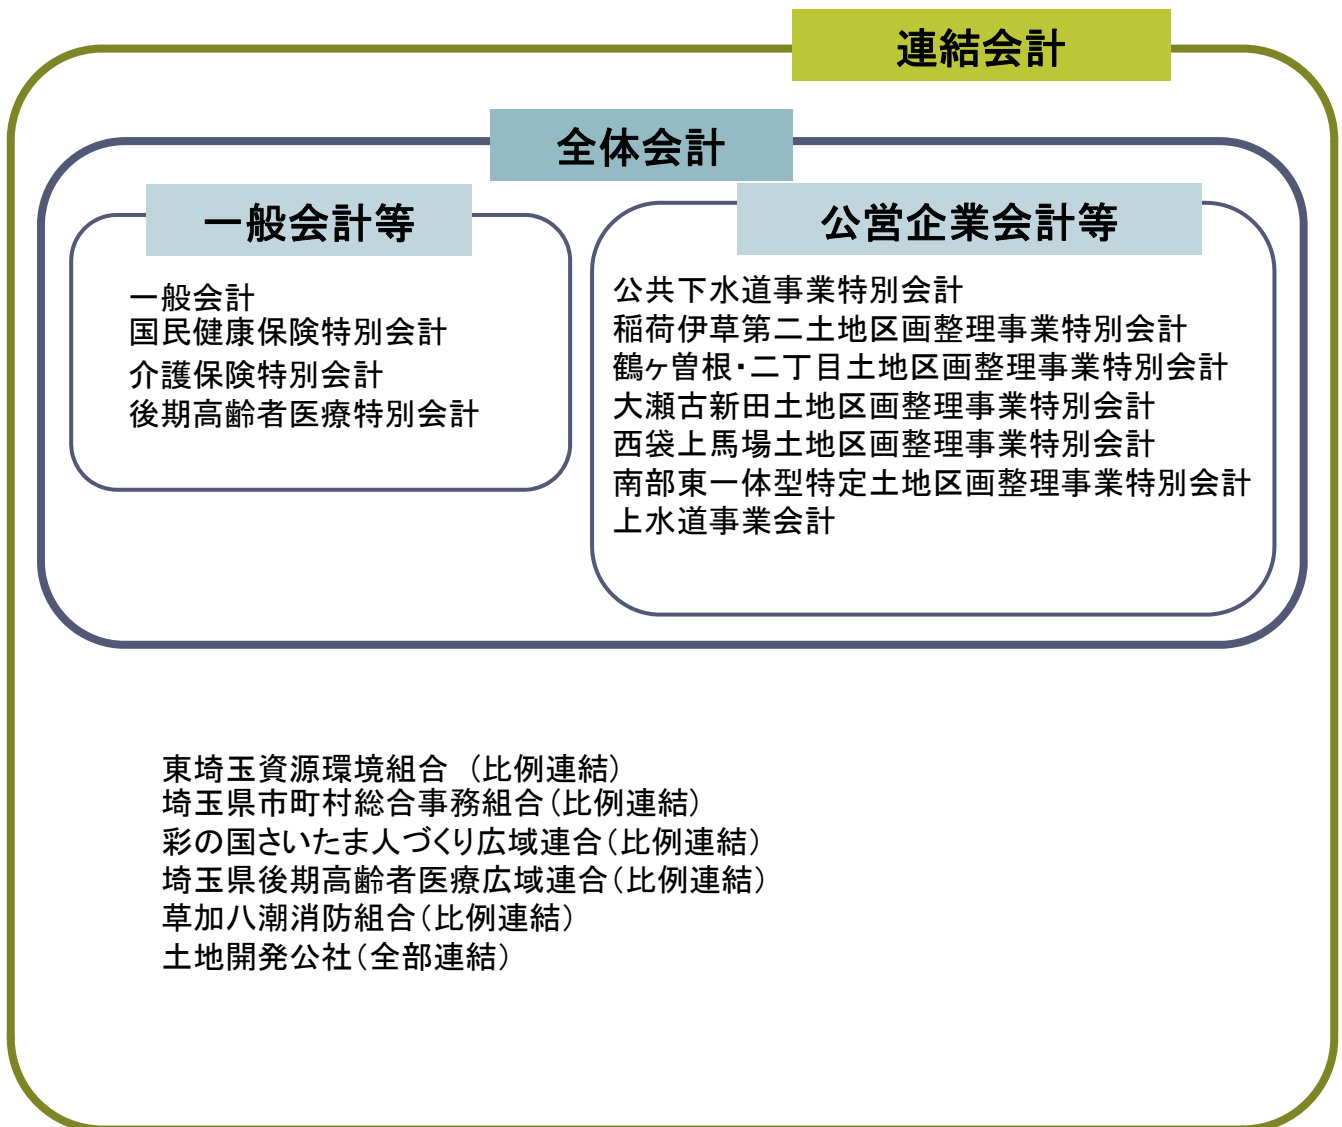 連結会計
全体会計
一般会計等
一般会計
国民健康保険特別会計
介護保険特別会計
後期高齢者医療特別会計
公営企業会計等
公共下水道事業特別会計
稲荷伊草第二土地区画整理事業特別会計
鶴ヶ曽根・二丁目土地区画整理事業特別会計
大瀬古新田土地区画整理事業特別会計
西袋上馬場土地区画整理事業特別会計
南部東一体型特定土地区画整理事業特別会計
上水道事業会計
東埼玉資源環境組合 （比例連結）
埼玉県市町村総合事務組合（比例連結）
彩の国さいたま人づくり広域連合（比例連結）
埼玉県後期高齢者医療広域連合（比例連結）
草加八潮消防組合（比例連結）
土地開発公社（全部連結）